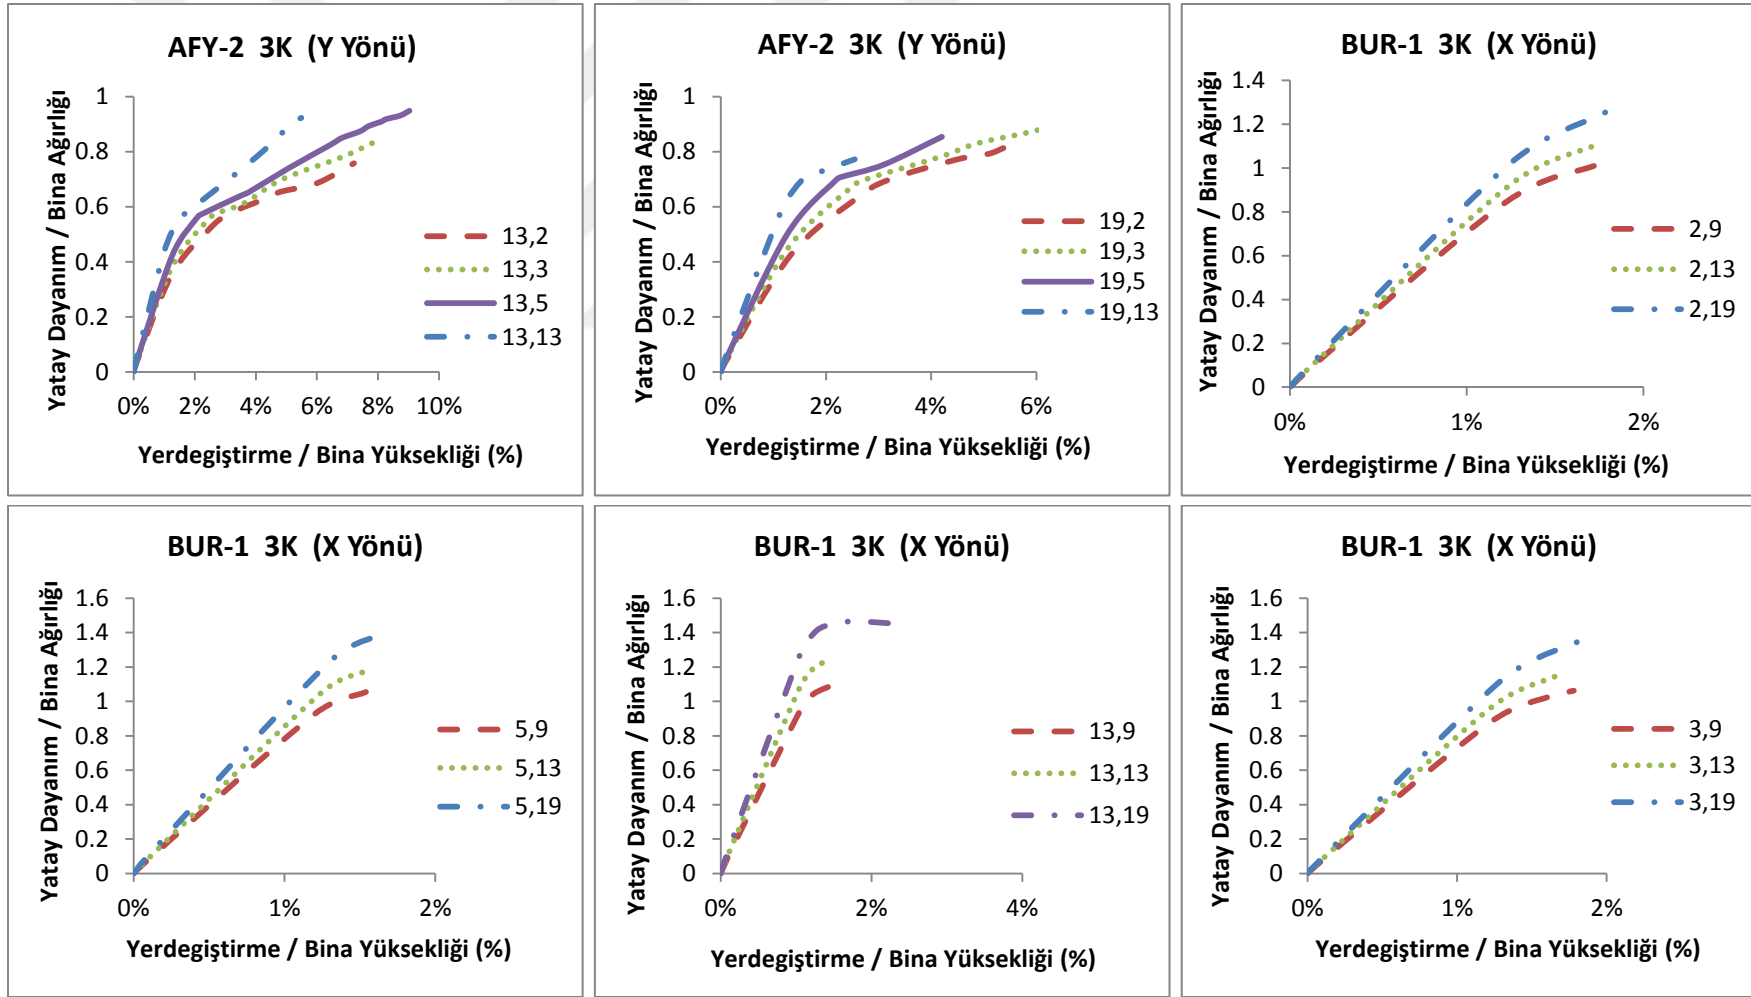 AFY-2 3K (Y Yönü)
Yatay Dayanım / Bina Ağırlığı
1
0.8
0.6
0.4
0.2
0
0% 2% 4% 6% 8% 10%
Yerdegiştirme / Bina Yüksekliği (%)
13,2
13,3
13,5
13,13
AFY-2 3K (Y Yönü)
Yatay Dayanım / Bina Ağırlığı
1
0.8
0.6
0.4
0.2
0
0% 2% 4% 6%
Yerdegiştirme / Bina Yüksekliği (%)
19,2
19,3
19,5
19,13
BUR-1 3K (X Yönü)
Yatay Dayanım / Bina Ağırlığı
1.4
1.2
1
0.8
0.6
0.4
0.2
0
0% 1% 2%
Yerdegiştirme / Bina Yüksekliği (%)
2,9
2,13
2,19
BUR-1 3K (X Yönü)
Yatay Dayanım / Bina Ağırlığı
1.6
1.4
1.2
1
0.8
0.6
0.4
0.2
0
0% 1% 2%
Yerdegiştirme / Bina Yüksekliği (%)
5,9
5,13
5,19
BUR-1 3K (X Yönü)
Yatay Dayanım / Bina Ağırlığı
1.6
1.4
1.2
1
0.8
0.6
0.4
0.2
0
0% 2% 4%
Yerdegiştirme / Bina Yüksekliği (%)
13,9
13,13
13,19
BUR-1 3K (X Yönü)
Yatay Dayanım / Bina Ağırlığı
1.6
1.4
1.2
1
0.8
0.6
0.4
0.2
0
0% 1% 2%
Yerdegiştirme / Bina Yüksekliği (%)
3,9
3,13
3,19